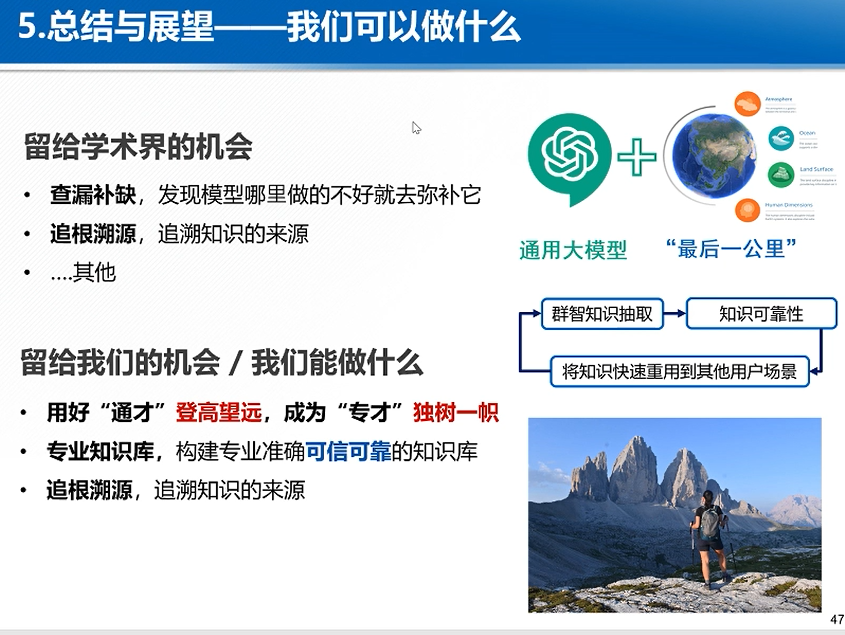 5.总结与展望——我们可以做什么
留给学术界的机会
• 查漏补缺，发现模型哪里做的不好就去弥补它
• 追根溯源，追溯知识的来源
• ....其他
留给我们的机会 / 我们能做什么
• 用好“通才”登高望远，成为“专才”独树一帜
• 专业知识库，构建专业准确可信可靠的知识库
• 追根溯源，追溯知识的来源
Atmosphere
Ocean
Land Surface
Human Dimensions
通用大模型
“最后一公里”
群智知识抽取
知识可靠性
将知识快速重用到其他用户场景
47